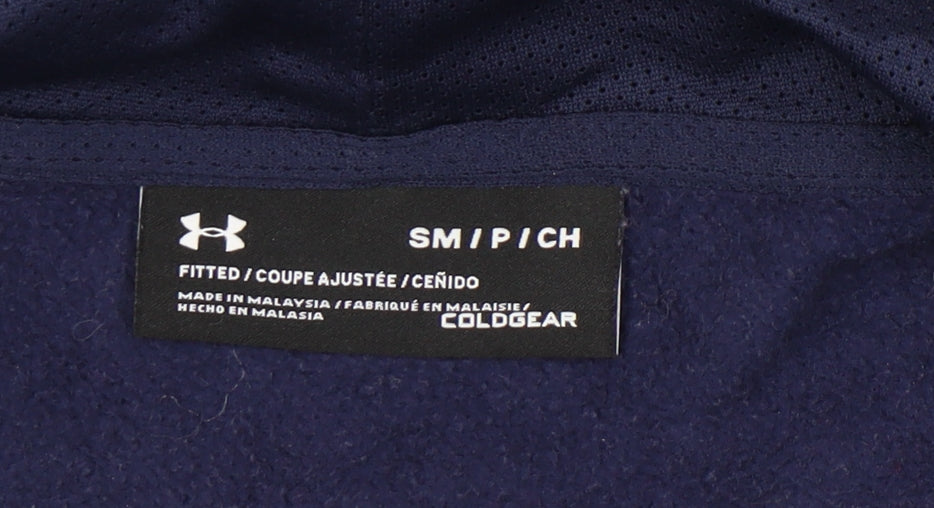 SM / P / CH
FITTED / COUPE AJUSTÉE / CEÑIDO
MADE IN MALAYSIA / FABRIQUÉ EN MALAISIE /
HECHO EN MALASIA
COLDGEAR